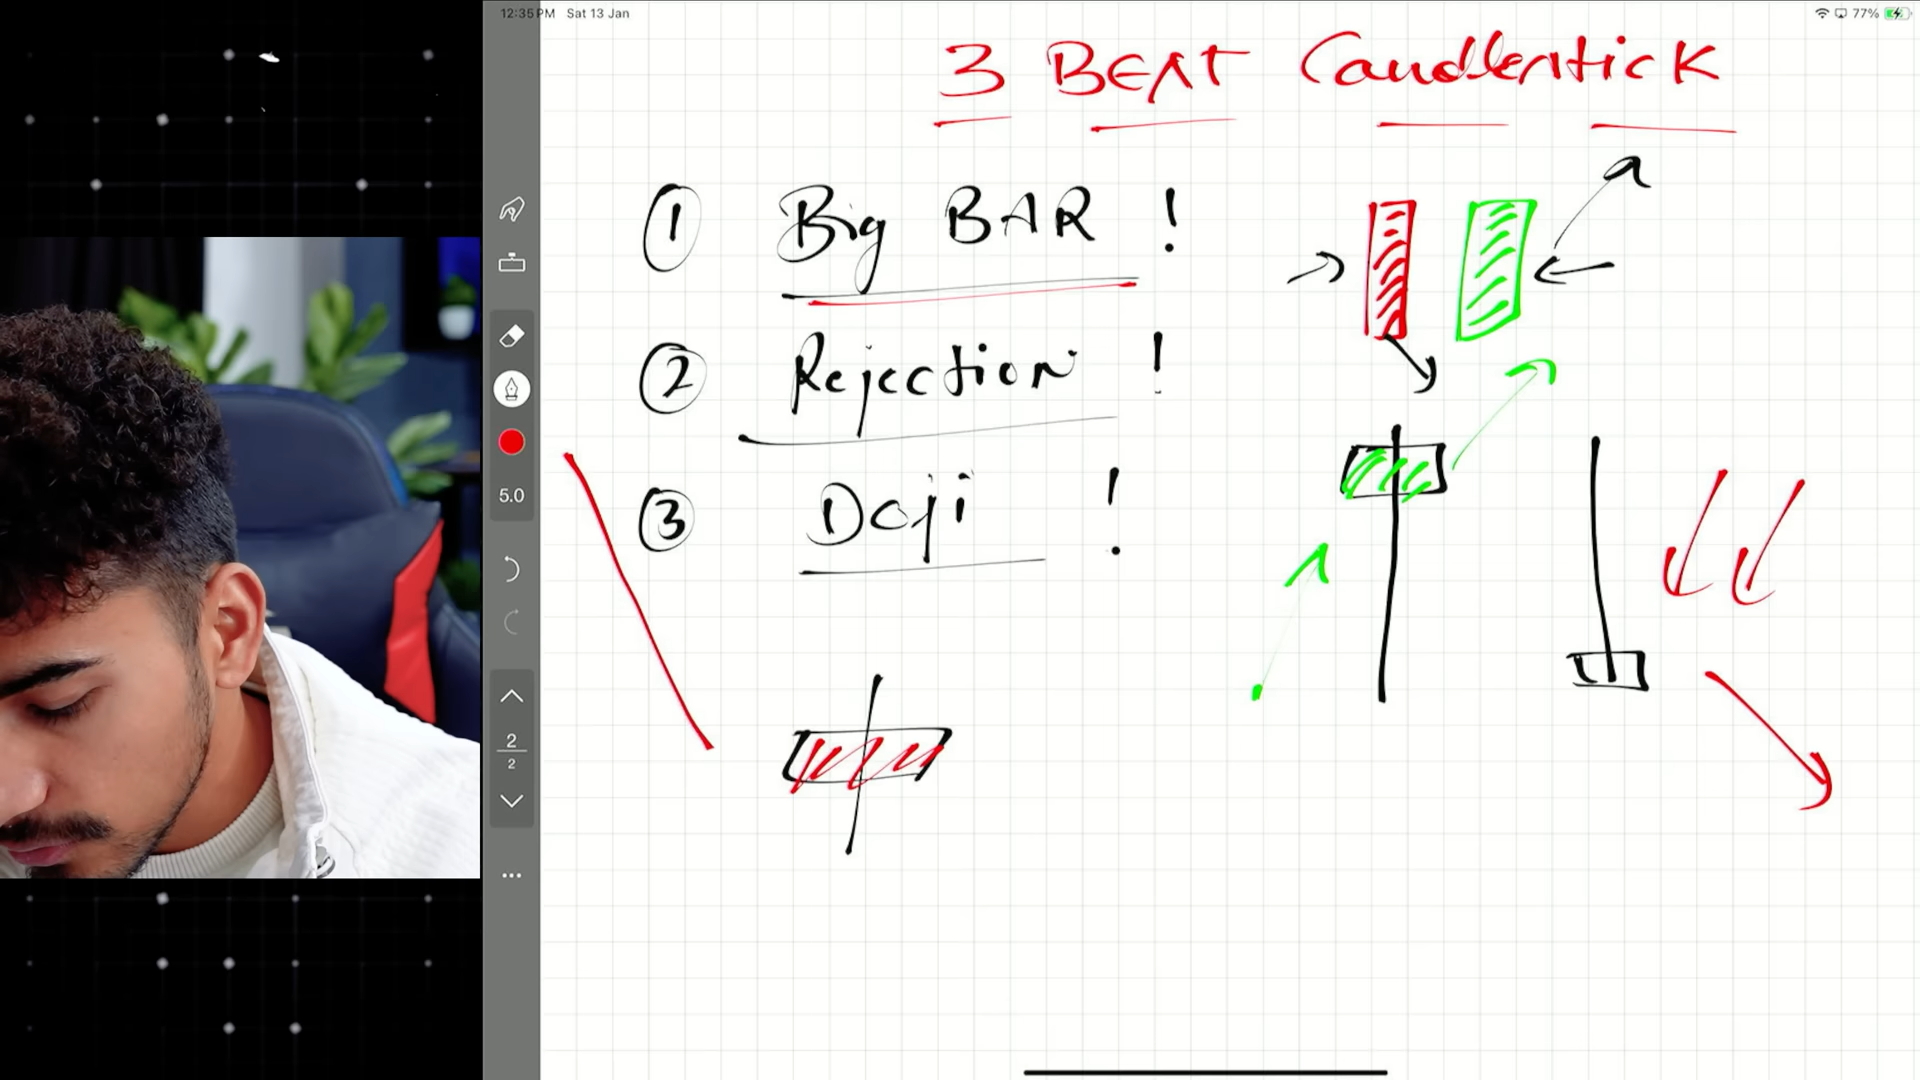 12:35 PM Sat 13 Jan
77%
3 BEAT Candlestick
1 Big BAR !
2 Rejection !
3 Doji !
5.0
2
2